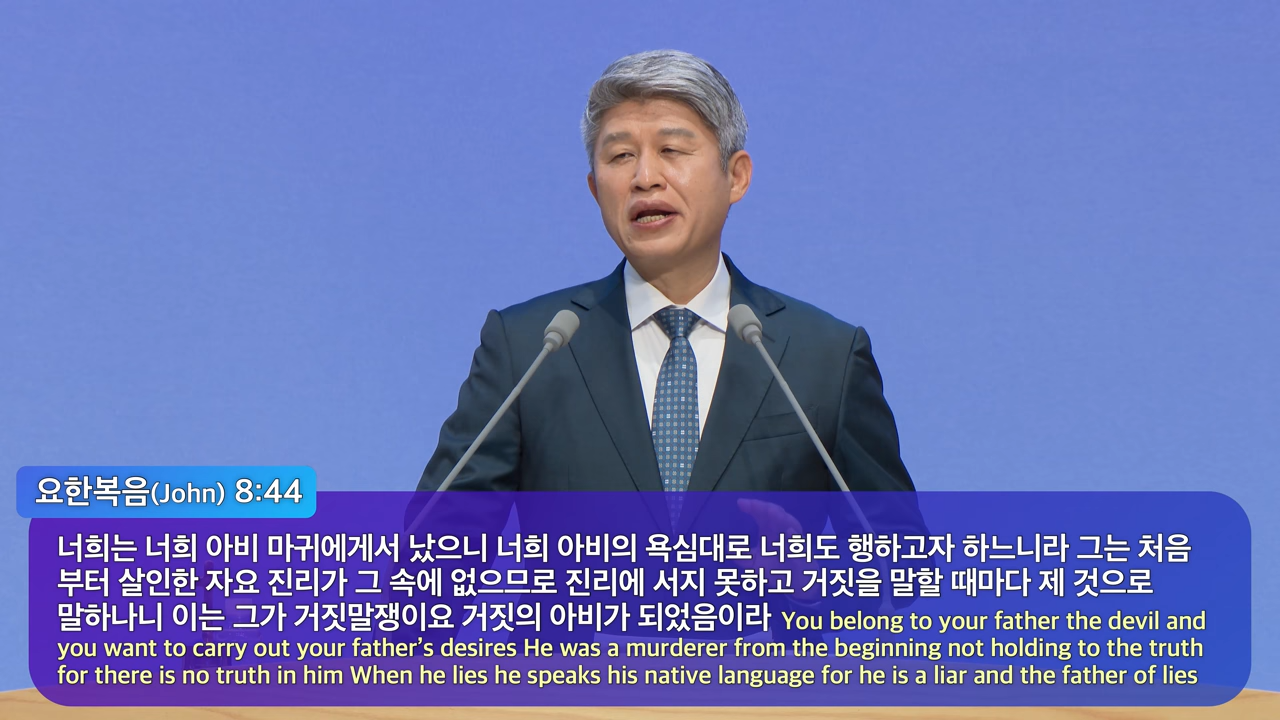 요한복음(John) 8:44
너희는 너희 아비 마귀에게서 났으니 너희 아비의 욕심대로 너희도 행하고자 하느니라 그는 처음
부터 살인한 자요 진리가 그 속에 없으므로 진리에 서지 못하고 거짓을 말할 때마다 제 것으로
말하나니 이는 그가 거짓말쟁이요 거짓의 아비가 되었음이라 You belong to your father the devil and
you want to carry out your father’s desires He was a murderer from the beginning not holding to the truth
for there is no truth in him When he lies he speaks his native language for he is a liar and the father of lies